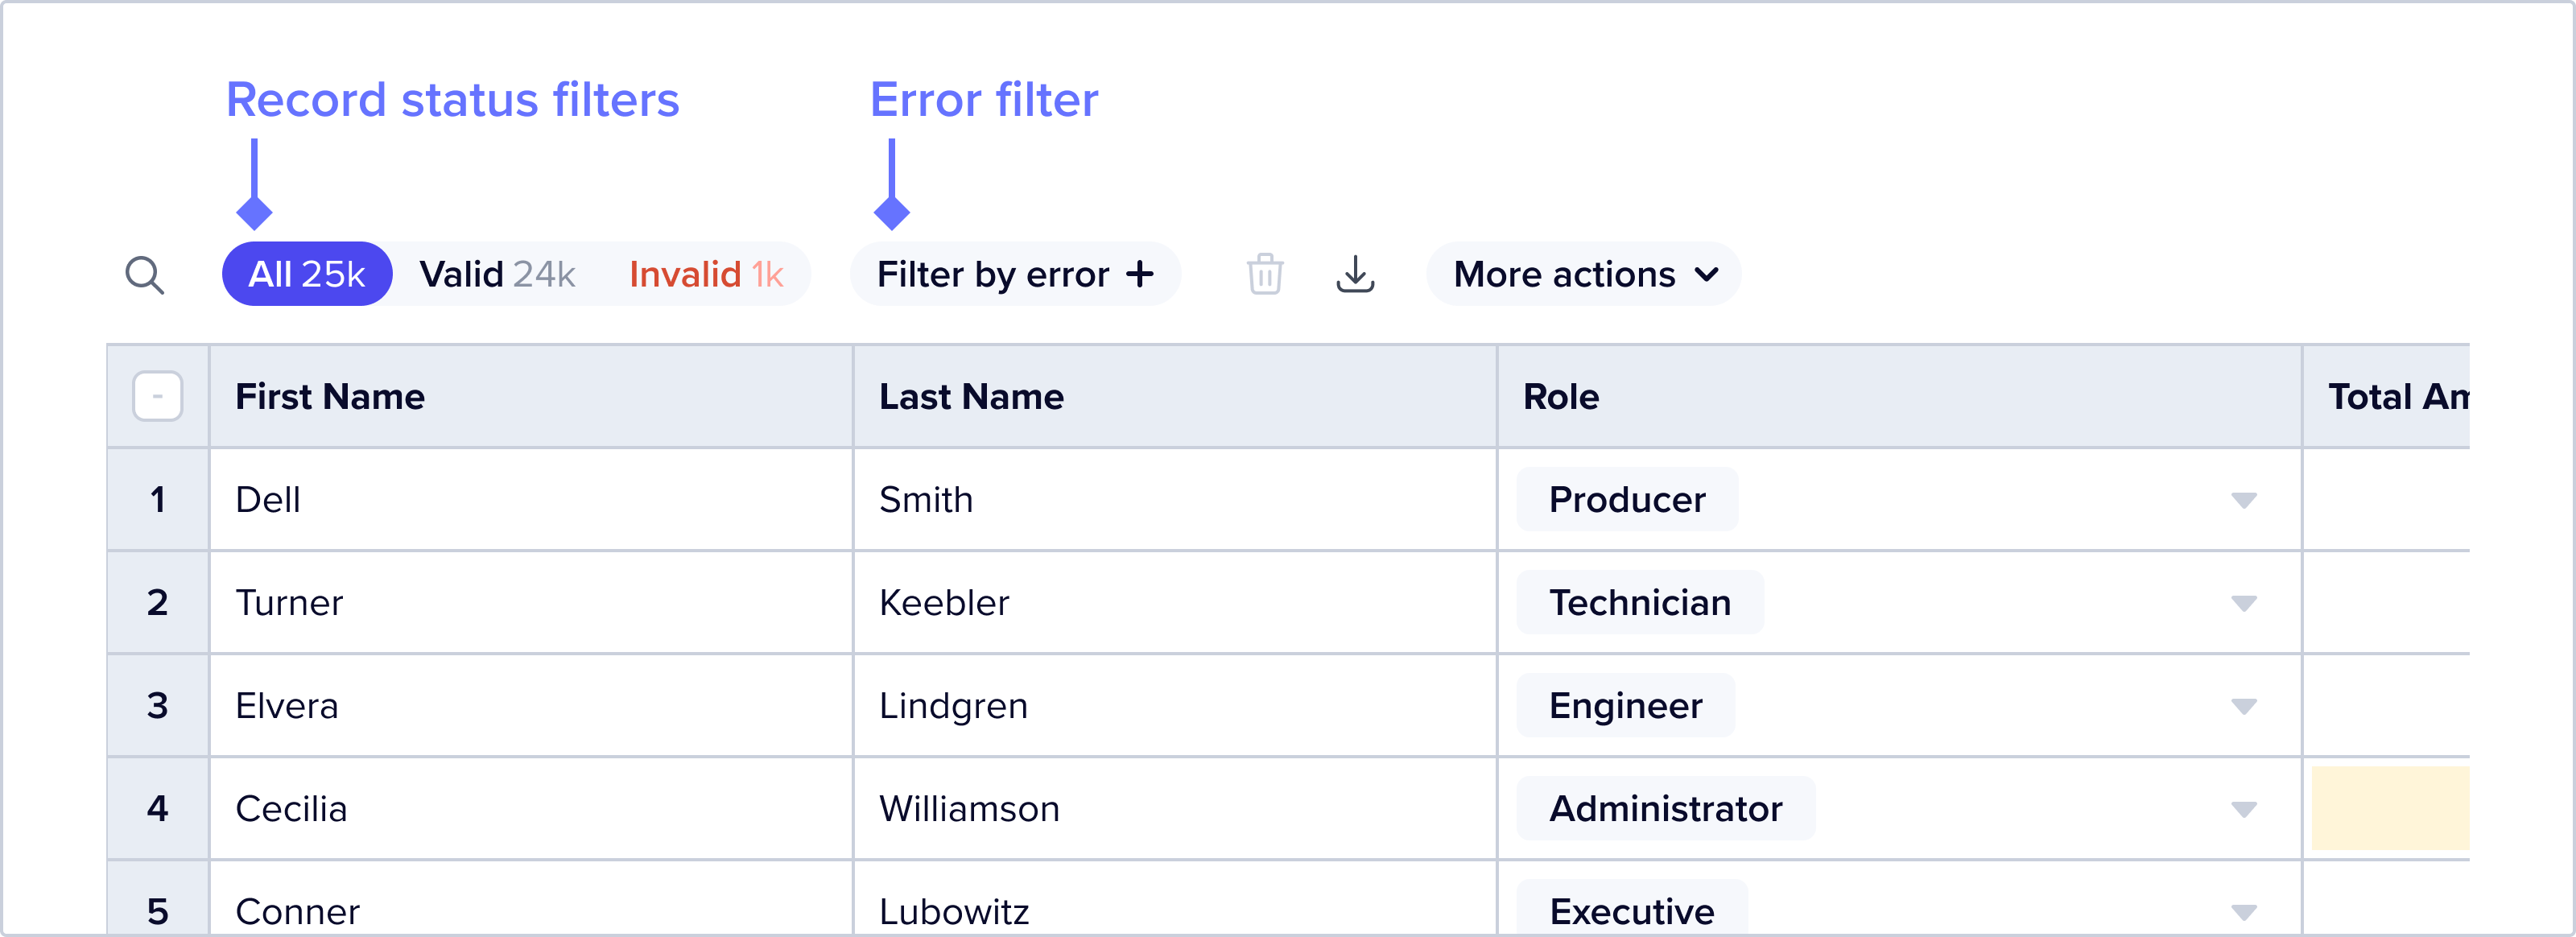 Record status filters Error filter
All 25k Valid 24k Invalid 1k Filter by error + More actions
- First Name Last Name Role Total Am
1 Dell Smith Producer
2 Turner Keebler Technician
3 Elvera Lindgren Engineer
4 Cecilia Williamson Administrator
5 Conner Lubowitz Executive